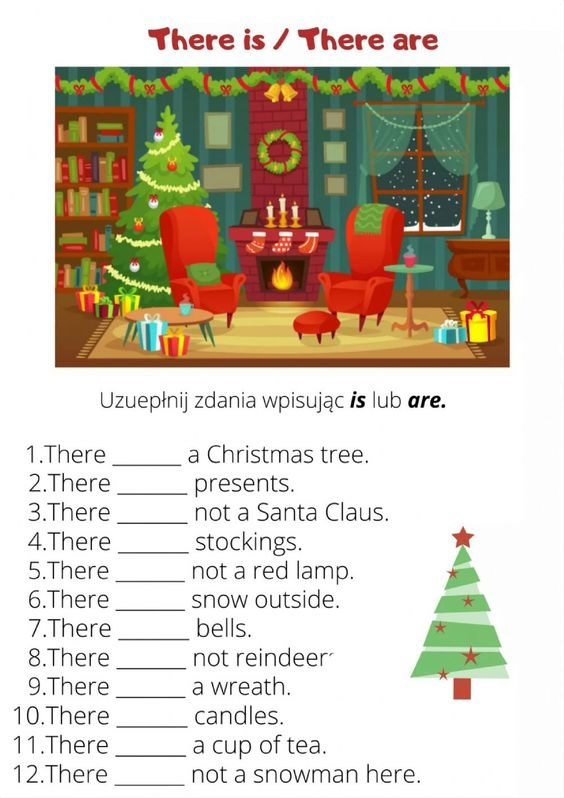 There is / There are
Uzuepłnij zdania wpisując is lub are.
1.There ______ a Christmas tree.
2.There ______ presents.
3.There ______ not a Santa Claus.
4.There ______ stockings.
5.There ______ not a red lamp.
6.There ______ snow outside.
7.There ______ bells.
8.There ______ not reindeer
9.There ______ a wreath.
10.There ______ candles.
11.There ______ a cup of tea.
12.There ______ not a snowman here.